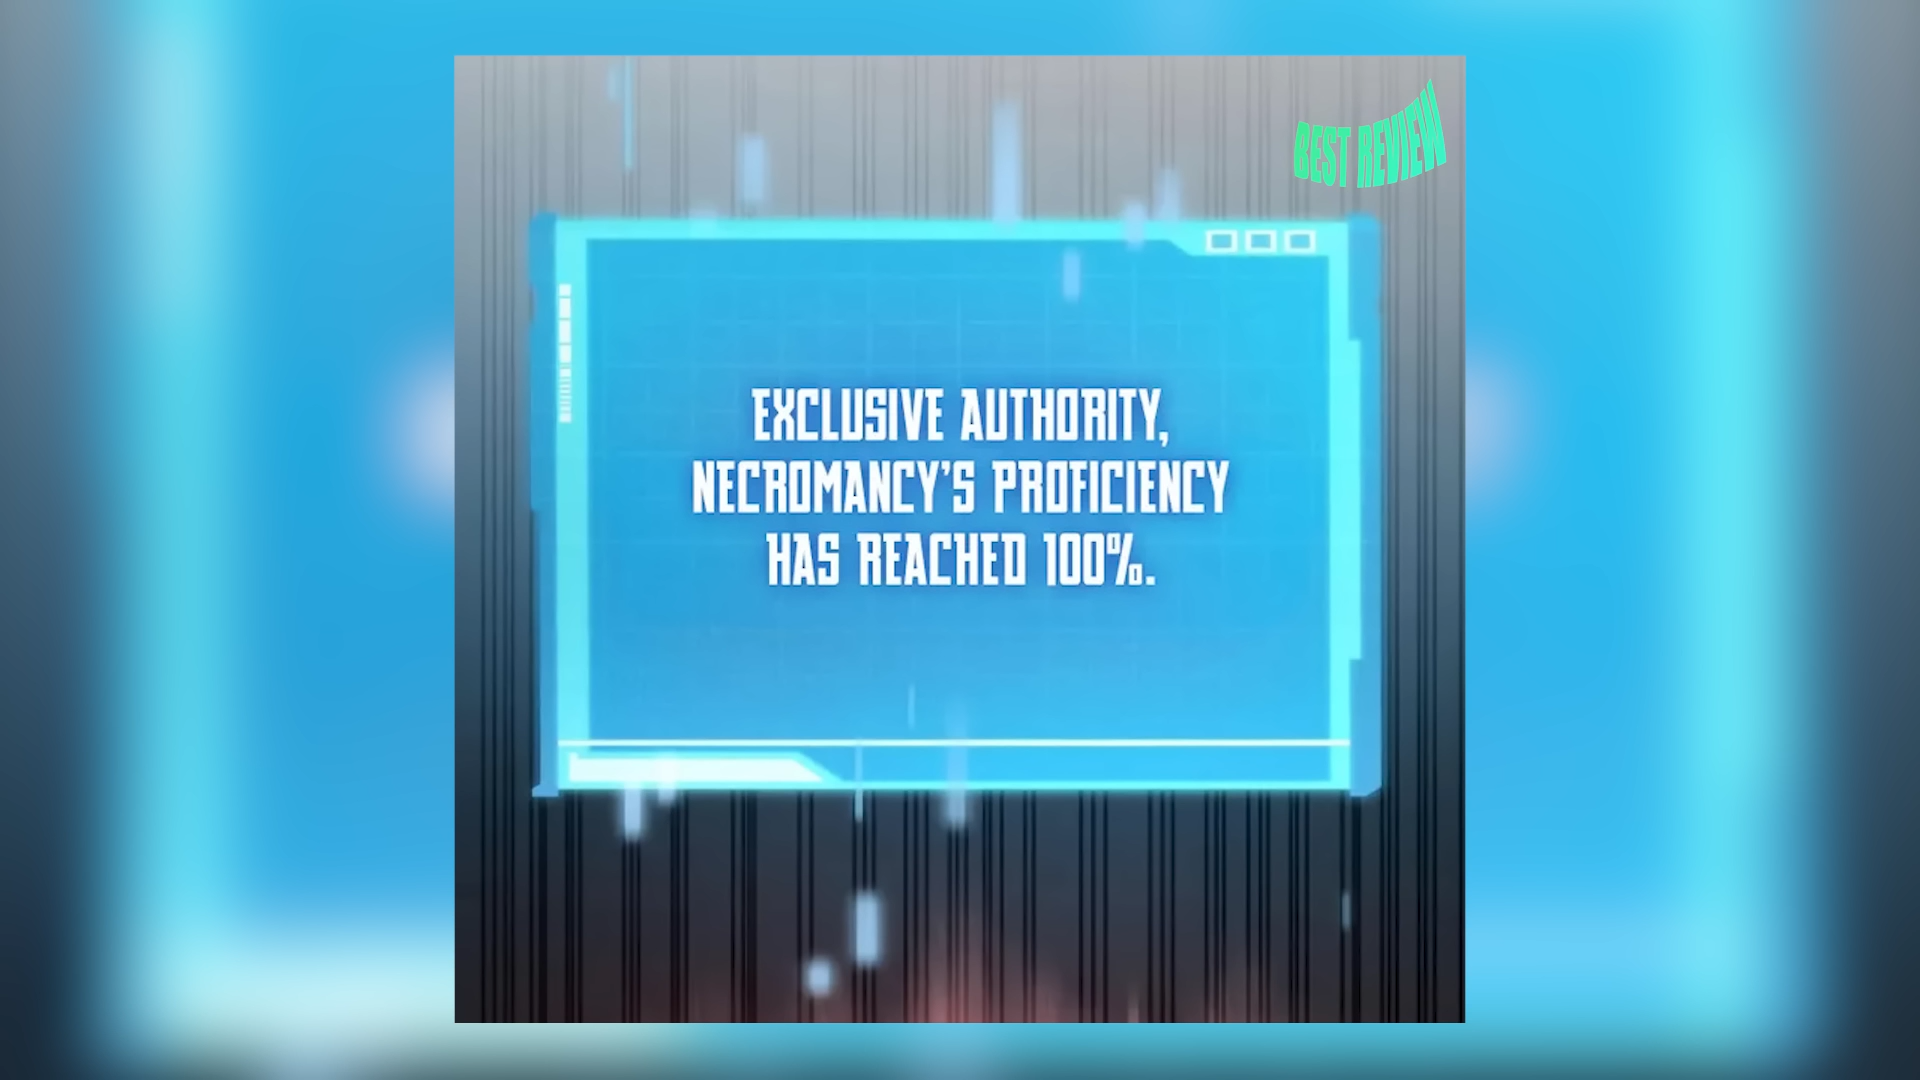 BEST REVIEW
EXCLUSIVE AUTHORITY,
NECROMANCY'S PROFICIENCY
HAS REACHED 100%.